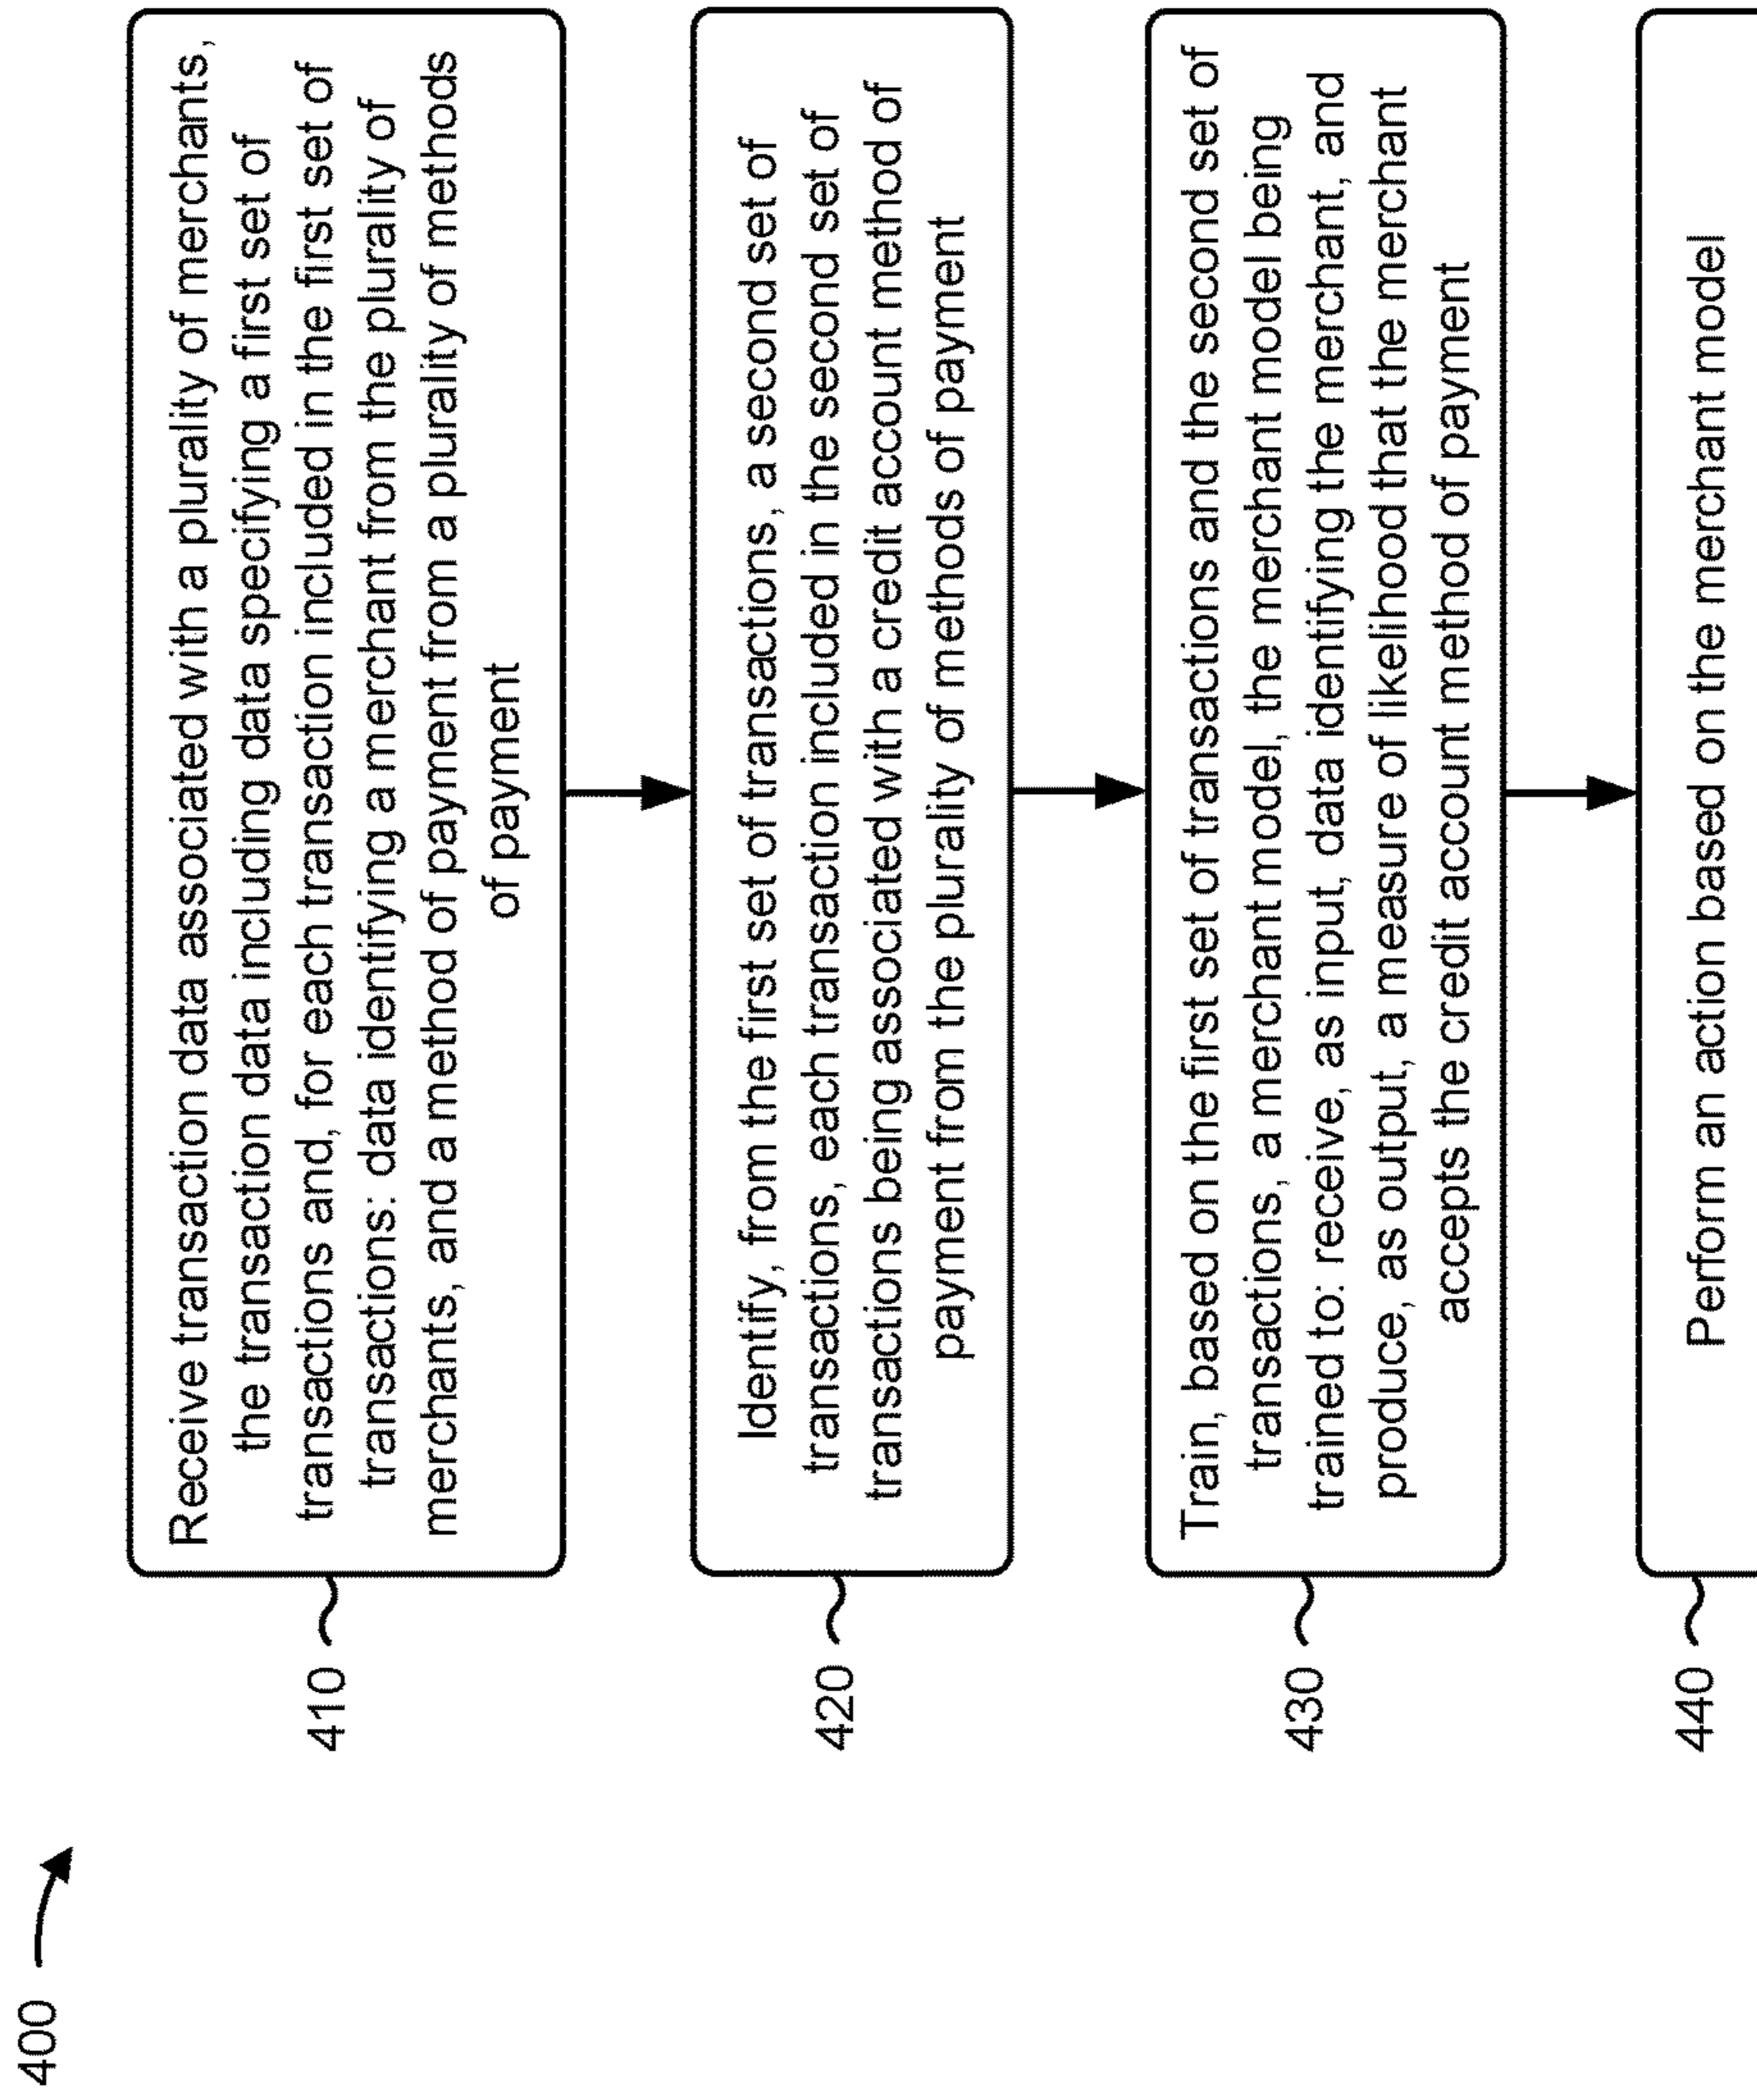 400
410
Receive transaction data associated with a plurality of merchants,
the transaction data including data specifying a first set of
transactions and, for each transaction included in the first set of
transactions: data identifying a merchant from the plurality of
merchants, and a method of payment from a plurality of methods
of payment
420
Identify, from the first set of transactions, a second set of
transactions, each transaction included in the second set of
transactions being associated with a credit account method of
payment from the plurality of methods of payment
430
Train, based on the first set of transactions and the second set of
transactions, a merchant model, the merchant model being
trained to: receive, as input, data identifying the merchant, and
produce, as output, a measure of likelihood that the merchant
accepts the credit account method of payment
440
Perform an action based on the merchant model